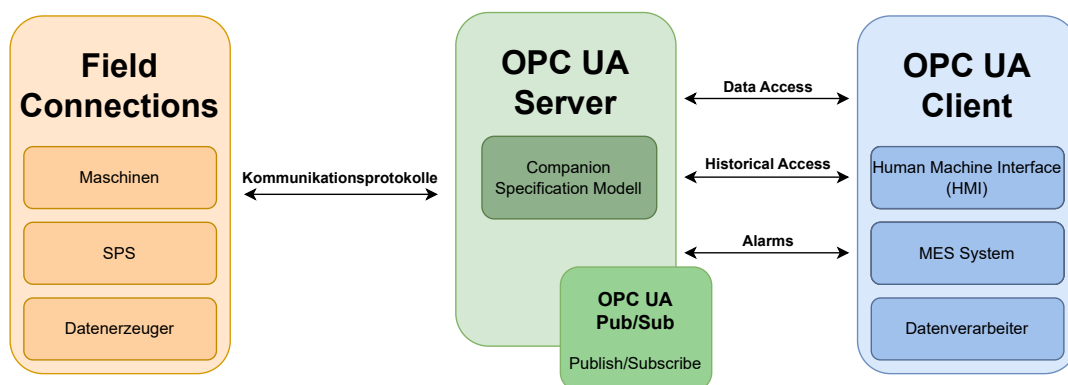 Field
Connections
Maschinen
SPS
Datenerzeuger
Kommunikationsprotokolle
OPC UA
Server
Companion
Specification Modell
OPC UA
Pub/Sub
Publish/Subscribe
Data Access
Historical Access
Alarms
OPC UA
Client
Human Machine Interface
(HMI)
MES System
Datenverarbeiter